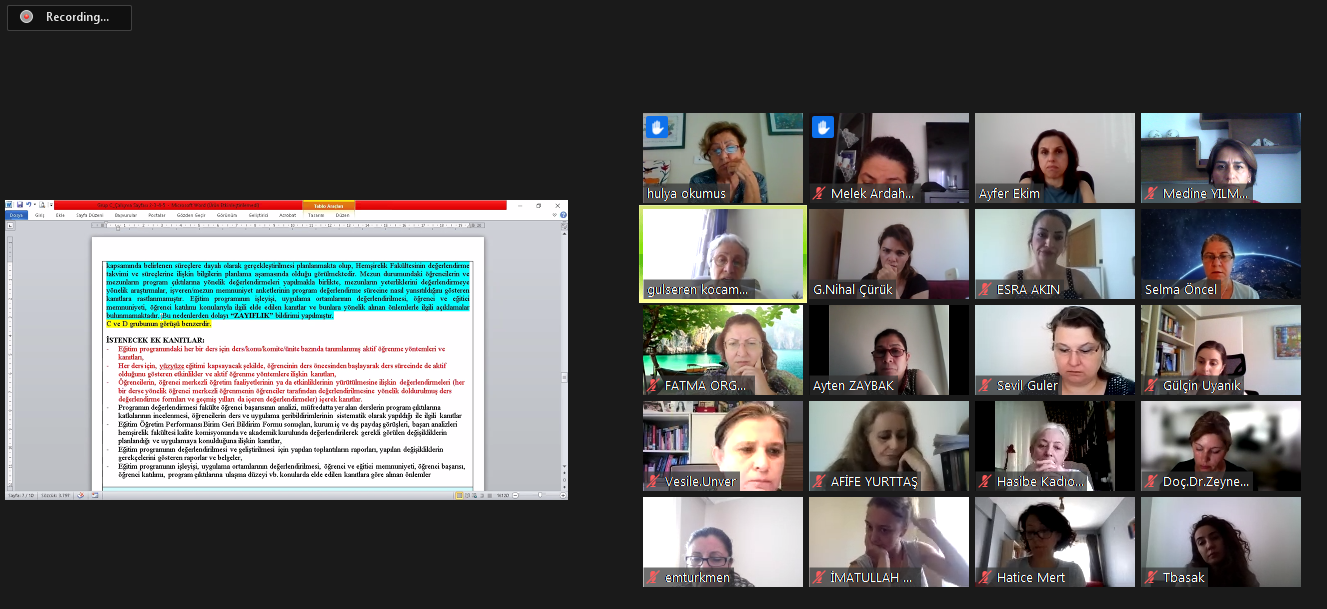 Recording...
Tablo Araçları
Dosya Giriş Ekle Sayfa Düzeni Başvurular Postalar Gözden Geçir Görünüm Geliştirici Acrobat Tasarım Düzen
kapsamında belirlenen süreçlere dayalı olarak gerçekleştirilmesi planlanmakta olup, Hemşirelik Fakültesinin değerlendirme
takvimi ve süreçlerine ilişkin bilgilerin planlama aşamasında olduğu görülmektedir. Mezun durumundaki öğrencilerin ve
mezunların program çıktılarına yönelik değerlendirmeleri yapılmakla birlikte, mezunların yeterliklerini değerlendirmeye
yönelik araştırmalar, işveren/mezun memnuniyet anketlerinin program değerlendirme sürecine nasıl yansıtıldığını gösteren
kanıtlara rastlanmamıştır. Eğitim programının işleyişi, uygulama ortamlarının değerlendirilmesi, öğrenci ve eğitici
memnuniyeti, öğrenci katılımı konularıyla ilgili elde edilen kanıtlar ve bunlara yönelik alınan önlemlerle ilgili açıklamalar
bulunmamaktadır. Bu nedenlerden dolayı “ZAYIFLIK” bildirimi yapılmıştır.
C ve D grubunun görüşü benzerdir.
İSTENECEK EK KANITLAR:
- Eğitim programındaki her bir ders için ders/konu/komite/ünite bazında tanımlanmış aktif öğrenme yöntemleri ve
kanıtları,
- Her ders için, yüzyüze eğitimi kapsayacak şekilde, öğrencinin ders öncesinden başlayarak ders sürecinde de aktif
olduğunu gösteren etkinlikler ve aktif öğrenme yöntemlere ilişkin kanıtları,
- Öğrencilerin, öğrenci merkezli öğretim faaliyetlerinin ya da etkinliklerinin yürütülmesine ilişkin değerlendirmeleri (her
bir derse yönelik öğrenci merkezli öğrenmenin öğrenciler tarafından değerlendirilmesine yönelik doldurulmuş ders
değerlendirme formları ve geçmiş yılları da içeren değerlendirmeler) içerek kanıtlar.
- Programın değerlendirmesi fakülte öğrenci başarısının analizi, müfredatta yer alan derslerin program çıktılarına
katkılarının incelenmesi, öğrencilerin ders ve uygulama geribildirimlerinin sistematik olarak yapıldığı ile ilgili kanıtlar
- Eğitim Öğretim Performansı Birim Geri Bildirim Formu sonuçları, kurum iç ve dış paydaş görüşleri, başarı analizleri
hemşirelik fakültesi kalite komisyonunda ve akademik kurulunda değerlendirilerek gerekli görülen değişikliklerin
planlandığı ve uygulamaya konulduğuna ilişkin kanıtlar,
- Eğitim programının değerlendirilmesi ve geliştirilmesi için yapılan toplantıların raporları, yapılan değişikliklerin
gerekçelerini gösteren raporlar ve belgeler,
- Eğitim programının işleyişi, uygulama ortamlarının değerlendirilmesi, öğrenci ve eğitici memnuniyeti, öğrenci başarısı,
öğrenci katılımı, program çıktılarına ulaşma düzeyi vb. konularda elde edilen kanıtlara göre alınan önlemler
hulya okumus
Melek Ardah...
Ayfer Ekim
Medine YILM...
gulseren kocam...
G.Nihal Çürük
ESRA AKIN
Selma Öncel
FATMA ORG...
Ayten ZAYBAK
Sevil Guler
Gülçin Uyanık
Vesile.Unver
AFİFE YURTTAŞ
Hasibe Kadıo...
Doç.Dr.Zeyne...
emturkmen
İMATULLAH ...
Hatice Mert
Tbasak